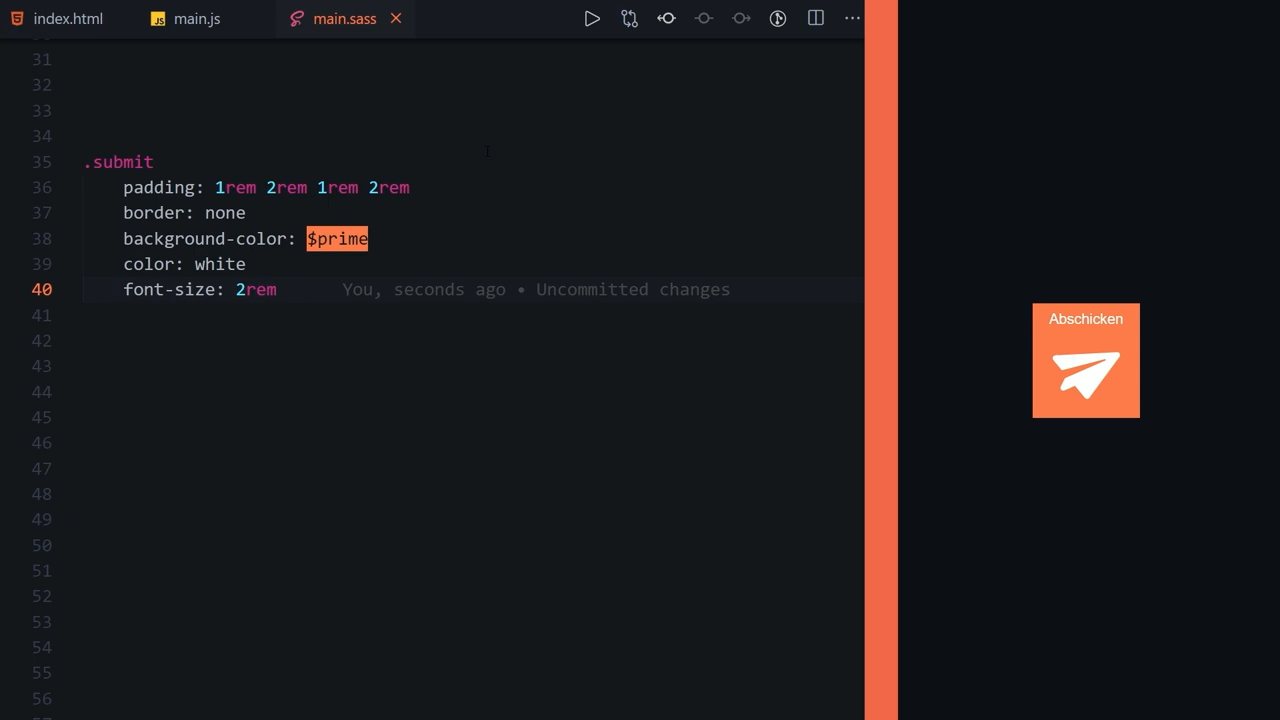 index.html
JS main.js
main.sass
31
32
33
34
35 .submit
36 padding: 1rem 2rem 1rem 2rem
37 border: none
38 background-color: $prime
39 color: white
40 font-size: 2rem You, seconds ago • Uncommitted changes
41
42
43
44
45
46
47
48
49
50
51
52
53
54
55
56
Abschicken